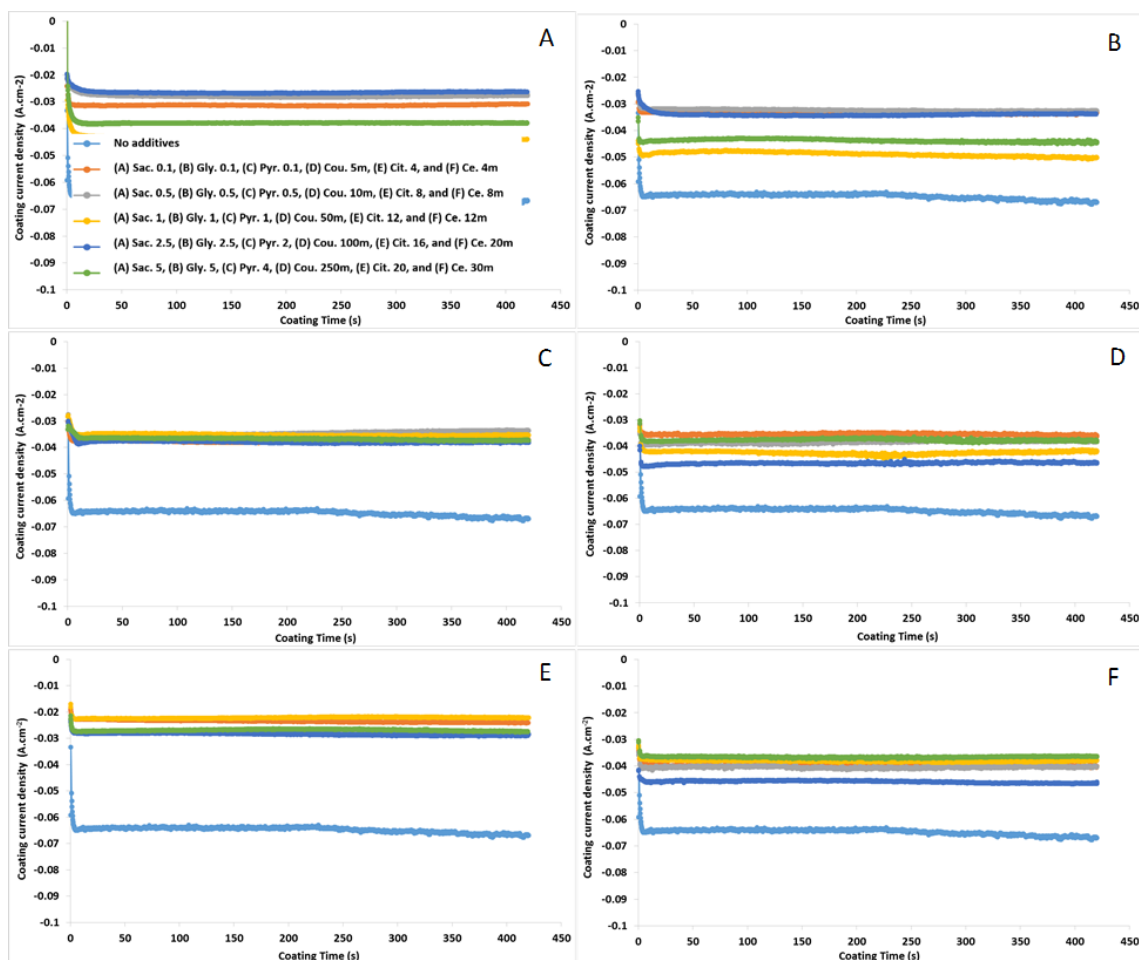 A
Coating current density (A.cm-2)
0
-0.01
-0.02
-0.03
-0.04
-0.05
-0.06
-0.07
-0.08
-0.09
-0.1
No additives
(A) Sac. 0.1, (B) Gly. 0.1, (C) Pyr. 0.1, (D) Cou. 5m, (E) Cit. 4, and (F) Ce. 4m
(A) Sac. 0.5, (B) Gly. 0.5, (C) Pyr. 0.5, (D) Cou. 10m, (E) Cit. 8, and (F) Ce. 8m
(A) Sac. 1, (B) Gly. 1, (C) Pyr. 1, (D) Cou. 50m, (E) Cit. 12, and (F) Ce. 12m
(A) Sac. 2.5, (B) Gly. 2.5, (C) Pyr. 2, (D) Cou. 100m, (E) Cit. 16, and (F) Ce. 20m
(A) Sac. 5, (B) Gly. 5, (C) Pyr. 4, (D) Cou. 250m, (E) Cit. 20, and (F) Ce. 30m
0 50 100 150 200 250 300 350 400 450
Coating Time (s)
B
Coating current density (A.cm-2)
0
-0.01
-0.02
-0.03
-0.04
-0.05
-0.06
-0.07
-0.08
-0.09
-0.1
0 50 100 150 200 250 300 350 400 450
Coating Time (s)
C
Coating current density (A.cm-2)
0
-0.01
-0.02
-0.03
-0.04
-0.05
-0.06
-0.07
-0.08
-0.09
-0.1
0 50 100 150 200 250 300 350 400 450
Coating Time (s)
D
Coating current density (A.cm-2)
0
-0.01
-0.02
-0.03
-0.04
-0.05
-0.06
-0.07
-0.08
-0.09
-0.1
0 50 100 150 200 250 300 350 400 450
Coating Time (s)
E
Coating current density (A.cm⁻²)
0
-0.01
-0.02
-0.03
-0.04
-0.05
-0.06
-0.07
-0.08
-0.09
-0.1
0 50 100 150 200 250 300 350 400 450
Coating Time (s)
F
Coating current density (A.cm⁻²)
0
-0.01
-0.02
-0.03
-0.04
-0.05
-0.06
-0.07
-0.08
-0.09
-0.1
0 50 100 150 200 250 300 350 400 450
Coating Time (s)